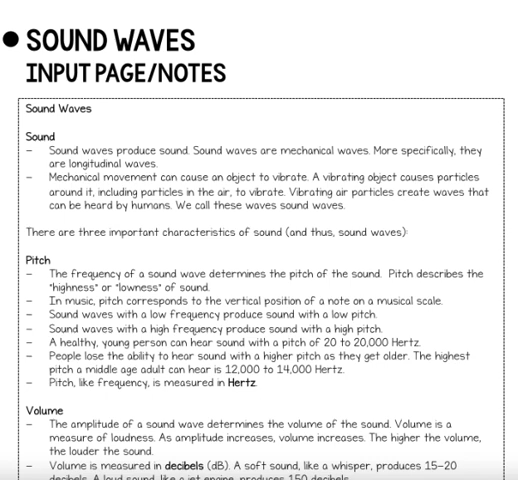 SOUND WAVES
INPUT PAGE/NOTES
Sound Waves
Sound
– Sound waves produce sound. Sound waves are mechanical waves. More specifically, they
are longitudinal waves.
– Mechanical movement can cause an object to vibrate. A vibrating object causes particles
around it, including particles in the air, to vibrate. Vibrating air particles create waves that
can be heard by humans. We call these waves sound waves.
There are three important characteristics of sound (and thus, sound waves):
Pitch
– The frequency of a sound wave determines the pitch of the sound. Pitch describes the
"highness" or "lowness" of sound.
– In music, pitch corresponds to the vertical position of a note on a musical scale.
– Sound waves with a low frequency produce sound with a low pitch.
– Sound waves with a high frequency produce sound with a high pitch.
– A healthy, young person can hear sound with a pitch of 20 to 20,000 Hertz.
– People lose the ability to hear sound with a higher pitch as they get older. The highest
pitch a middle age adult can hear is 12,000 to 14,000 Hertz.
– Pitch, like frequency, is measured in Hertz.
Volume
– The amplitude of a sound wave determines the volume of the sound. Volume is a
measure of loudness. As amplitude increases, volume increases. The higher the volume,
the louder the sound.
– Volume is measured in decibels (dB). A soft sound, like a whisper, produces 15–20
decibels. A loud sound, like a jet engine, produces 150 decibels.